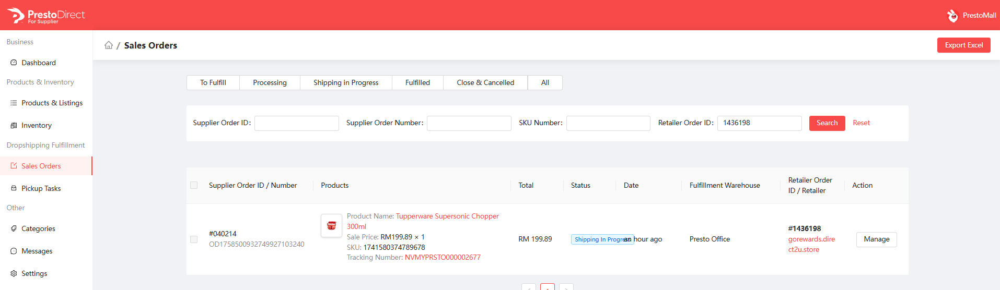 PrestoDirect
For Supplier
PrestoMall
Business
Dashboard
Products & Inventory
Products & Listings
Inventory
Dropshipping Fulfillment
Sales Orders
Pickup Tasks
Other
Categories
Messages
Settings
/ Sales Orders
Export Excel
To Fulfill Processing Shipping in Progress Fulfilled Close & Cancelled All
Supplier Order ID: Supplier Order Number: SKU Number: Retailer Order ID: 1436198 Search Reset
Supplier Order ID / Number Products Total Status Date Fulfillment Warehouse Retailer Order ID / Retailer Action
#040214
OD1758500932749927103240
Product Name: Tupperware Supersonic Chopper
300ml
Sale Price: RM199.89 × 1
SKU: 1741580374789678
Tracking Number: NVMYPRSTO000002677
RM 199.89
Shipping In Progress
an hour ago
Presto Office
#1436198
gorewards.dire
ct2u.store
Manage